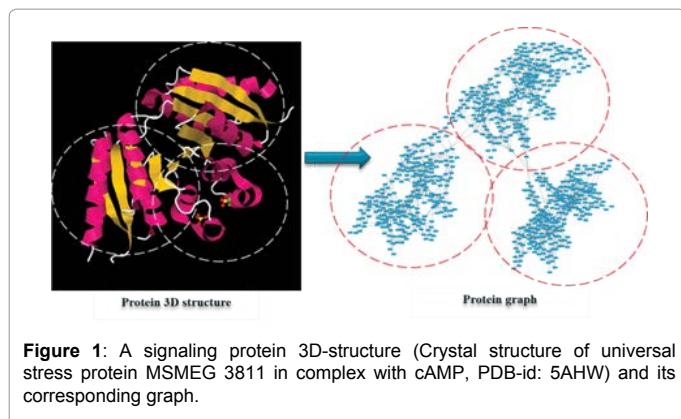 Protein 3D structure
Protein graph
Figure 1: A signaling protein 3D-structure (Crystal structure of universal
stress protein MSMEG 3811 in complex with cAMP, PDB-id: 5AHW) and its
corresponding graph.